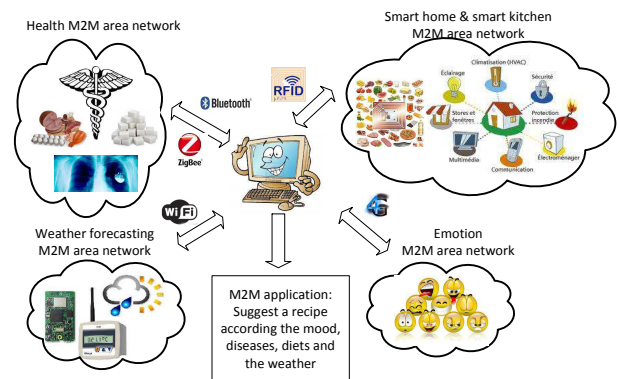 Health M2M area network
Smart home & smart kitchen
M2M area network
Bluetooth
RFID
Climatisation (HVAC)
Éclairage
Sécurité
Stores et
fenêtres
Protection
incendie
Multimédia
Communication
Électroménager
ZigBee
WiFi
4G
Weather forecasting
M2M area network
Emotion
M2M area network
M2M application:
Suggest a recipe
according the mood,
diseases, diets and
the weather